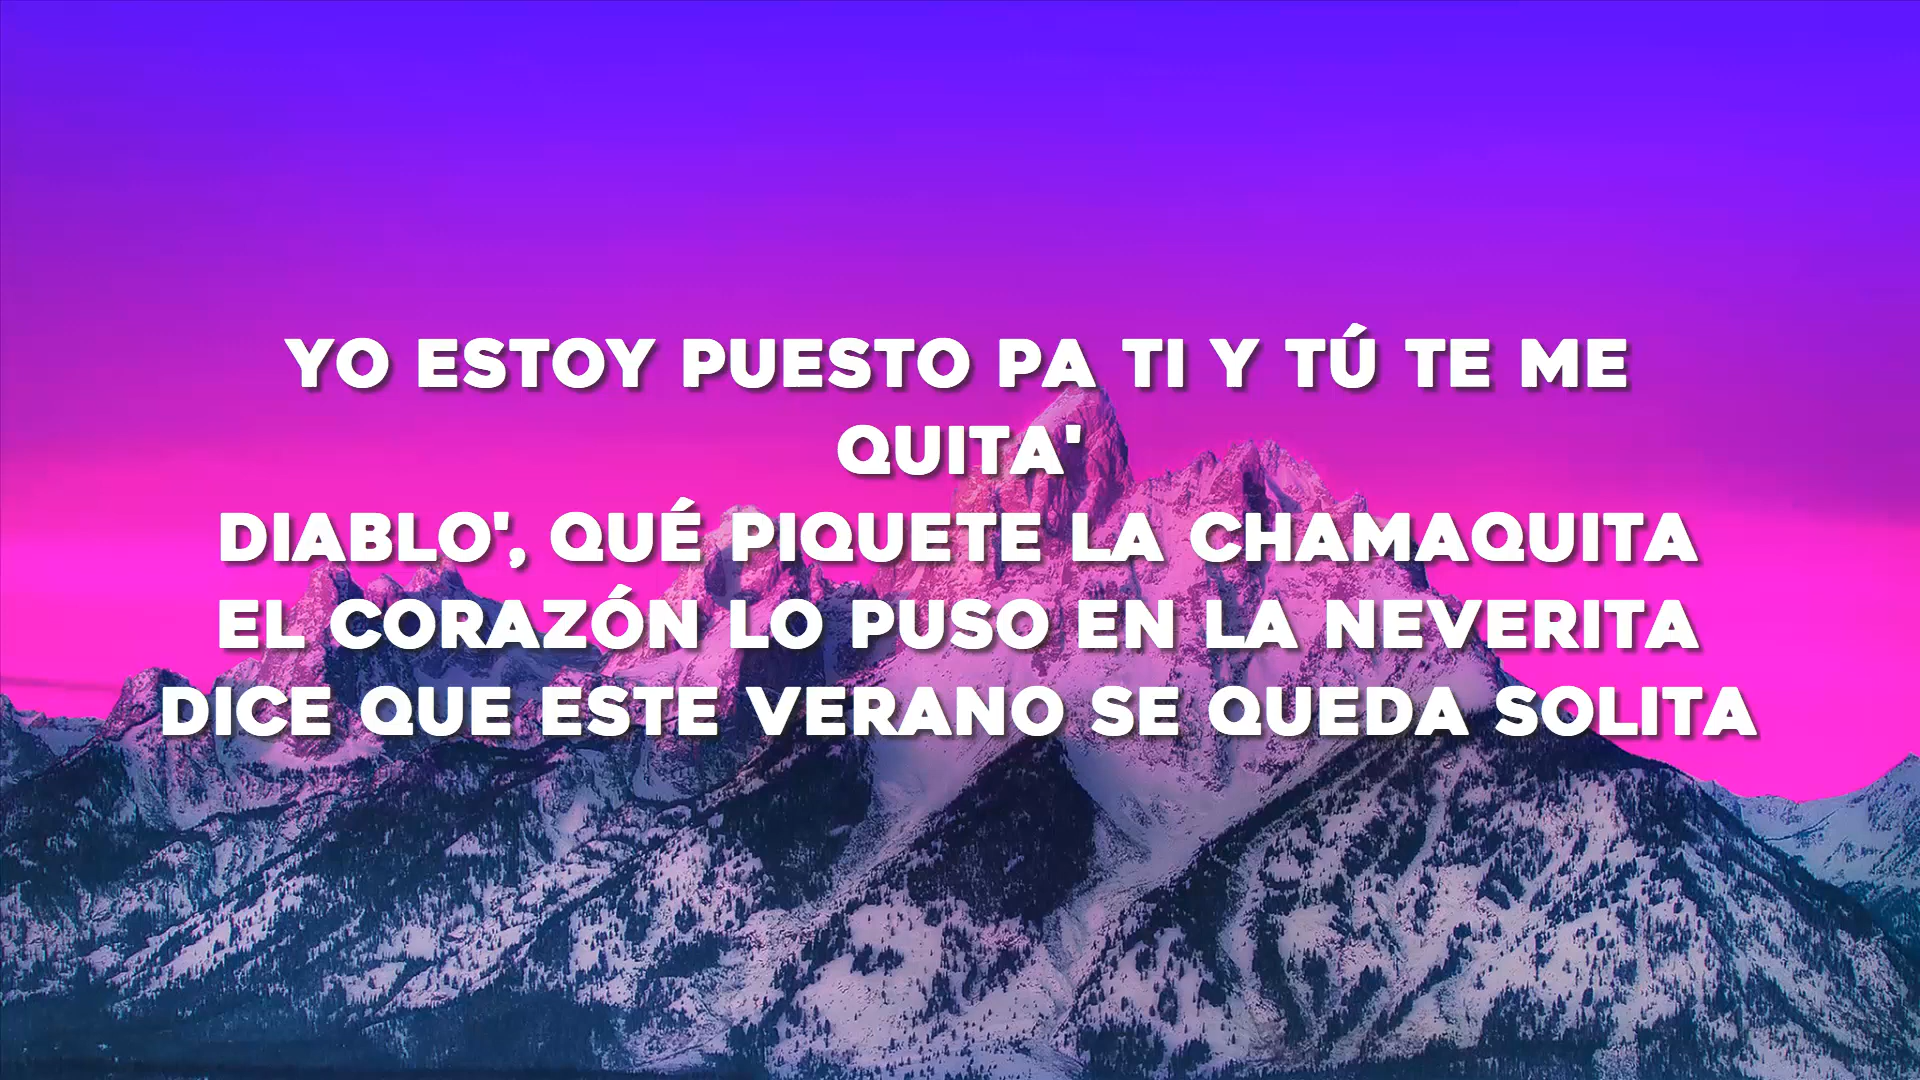 YO ESTOY PUESTO PA TI Y TÚ TE ME
QUITA'
DIABLO', QUÉ PIQUETE LA CHAMAQUITA
EL CORAZÓN LO PUSO EN LA NEVERITA
DICE QUE ESTE VERANO SE QUEDA SOLITA